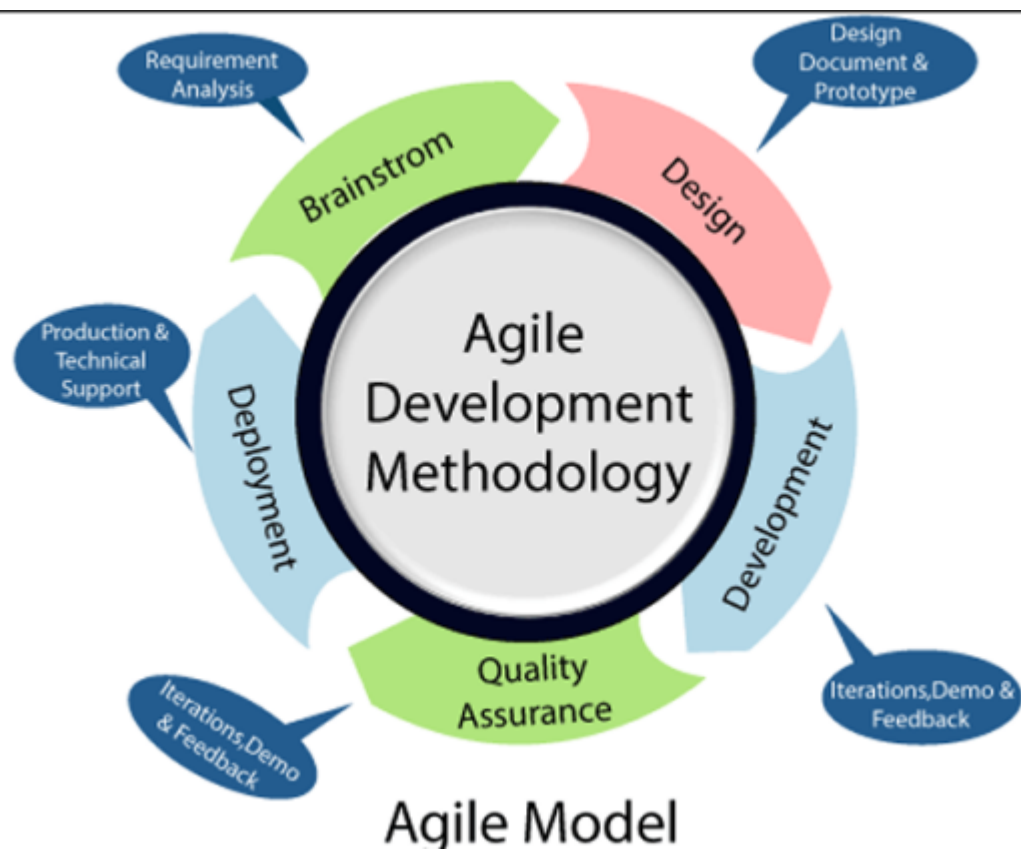 Requirement
Analysis
Design
Document &
Prototype
Brainstrom
Design
Production &
Technical
Support
Agile
Development
Methodology
Deployment
Development
Quality
Assurance
Iterations,Demo
& Feedback
Iterations,Demo &
Feedback
Agile Model